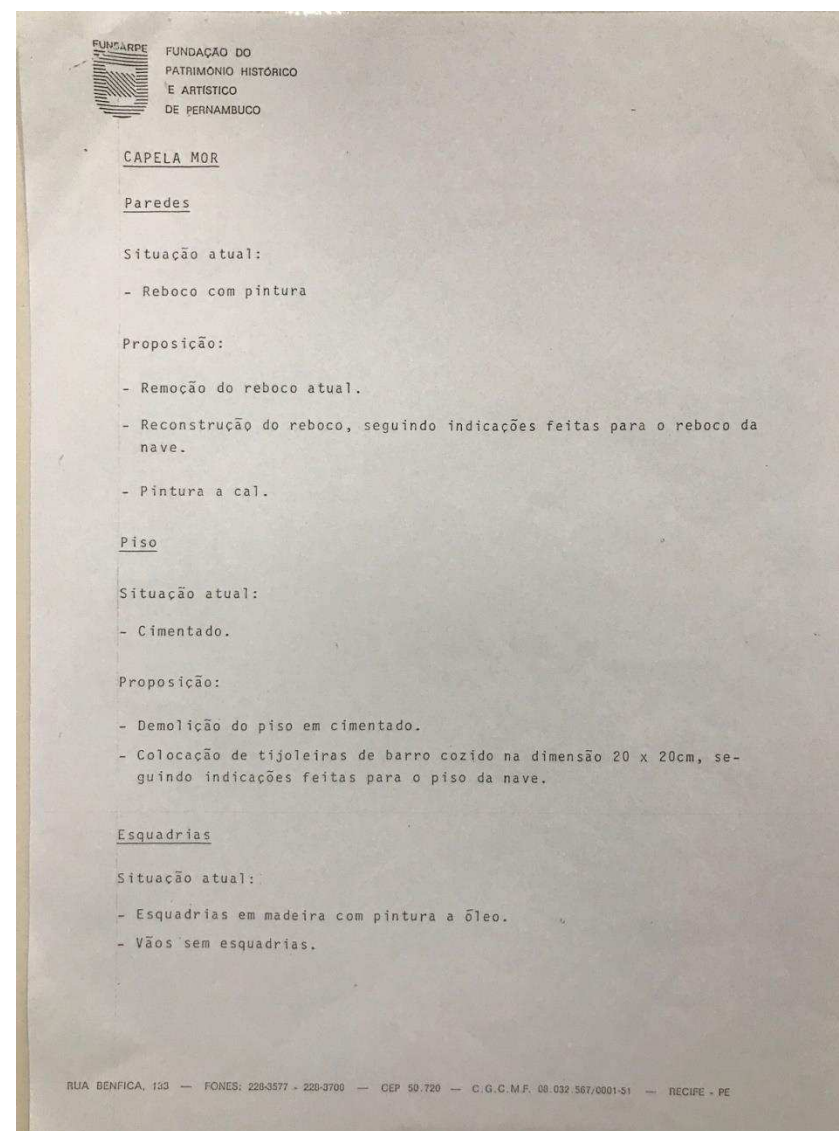 FUNDARPE
FUNDAÇÃO DO
PATRIMÔNIO HISTÓRICO
E ARTÍSTICO
DE PERNAMBUCO
CAPELA MOR
Paredes
Situação atual:
- Reboco com pintura
Proposição:
- Remoção do reboco atual.
- Reconstrução do reboco, seguindo indicações feitas para o reboco da
nave.
- Pintura a cal.
Piso
Situação atual:
- Cimentado.
Proposição:
- Demolição do piso em cimentado.
- Colocação de tijoleiras de barro cozido na dimensão 20 x 20cm, se-
guindo indicações feitas para o piso da nave.
Esquadrias
Situação atual:
- Esquadrias em madeira com pintura a óleo.
- Vãos sem esquadrias.
RUA BENFICA, 133 — FONES: 228-3577 - 228-3700 — CEP 50.720 — C.G.C.M.F. 08.032.567/0001-51 — RECIFE - PE